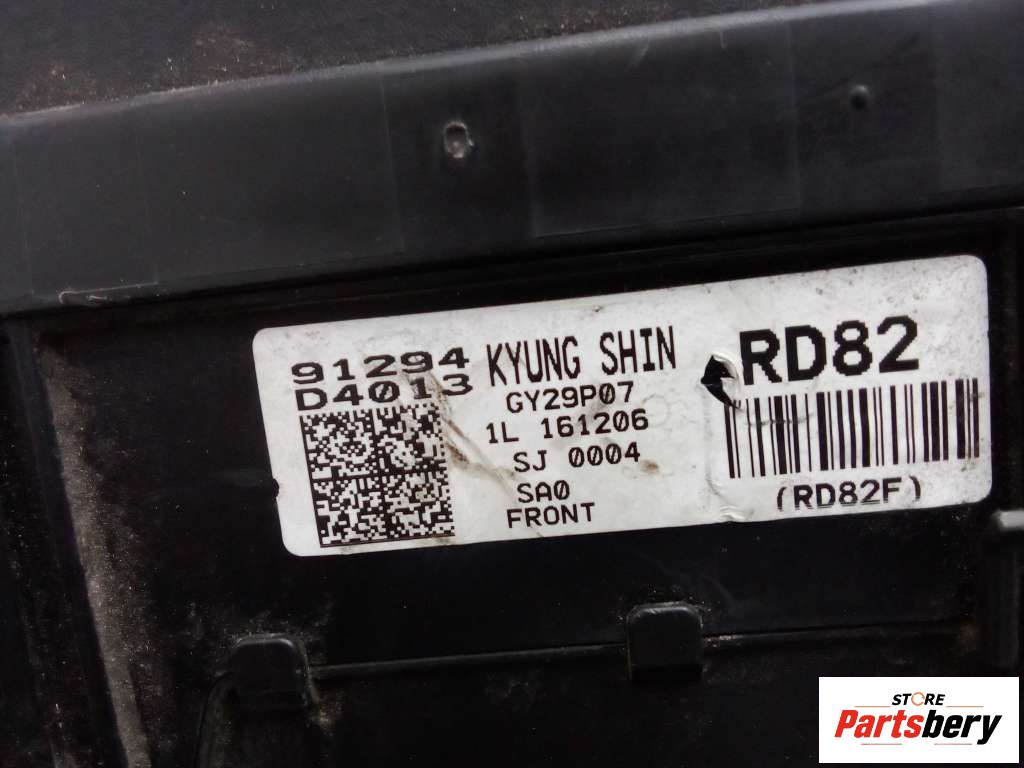 91294
D4013
KYUNG SHIN
GY29P07
1L 161206
SJ 0004
SA0
FRONT
RD82
(RD82F)
STORE
Partsbery